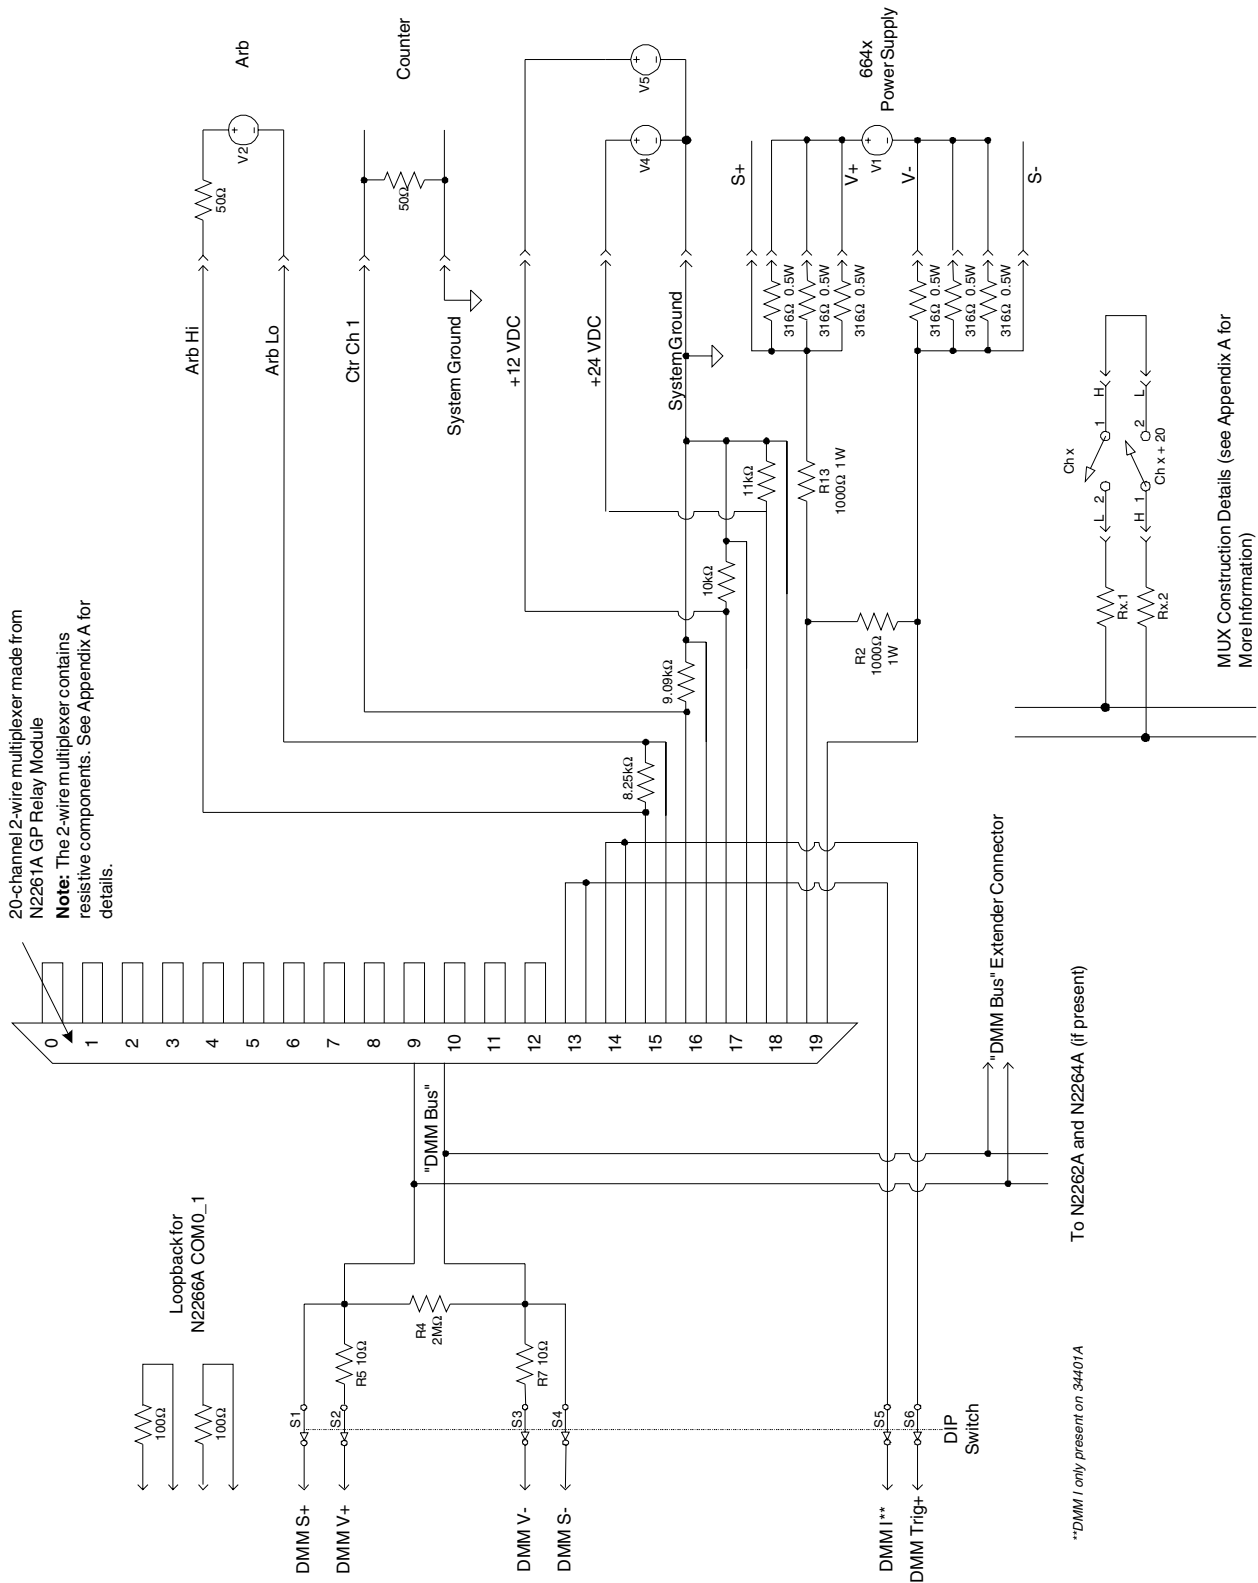 20-channel 2-wire multiplexer made from
N2261A GP Relay Module
Note: The 2-wire multiplexer contains
resistive components. See Appendix A for
details.
Arb
V2
+
-
50Ω
Arb Hi
Arb Lo
Counter
50Ω
Ctr Ch 1
System Ground
+12 VDC
+24 VDC
System Ground
V5
+
-
V4
+
-
664x
Power Supply
S+
V+
V1
+
-
V-
S-
316Ω 0.5W
316Ω 0.5W
316Ω 0.5W
316Ω 0.5W
316Ω 0.5W
316Ω 0.5W
8.25kΩ
9.09kΩ
10kΩ
11kΩ
R13
1000Ω 1W
R2
1000Ω
1W
0
1
2
3
4
5
6
7
8
9
10
11
12
13
14
15
16
17
18
19
"DMM Bus"
"DMM Bus" Extender Connector
To N2262A and N2264A (if present)
Loopback for
N2266A COM0_1
100Ω
100Ω
R4
2MΩ
R5 10Ω
R7 10Ω
S1
S2
S3
S4
S5
S6
DIP
Switch
DMM S+
DMM V+
DMM V-
DMM S-
DMM I**
DMM Trig+
**DMM I only present on 34401A
Ch x
L 2
1 H
H 1
2 L
Ch x + 20
Rx.1
Rx.2
MUX Construction Details (see Appendix A for
More Information)